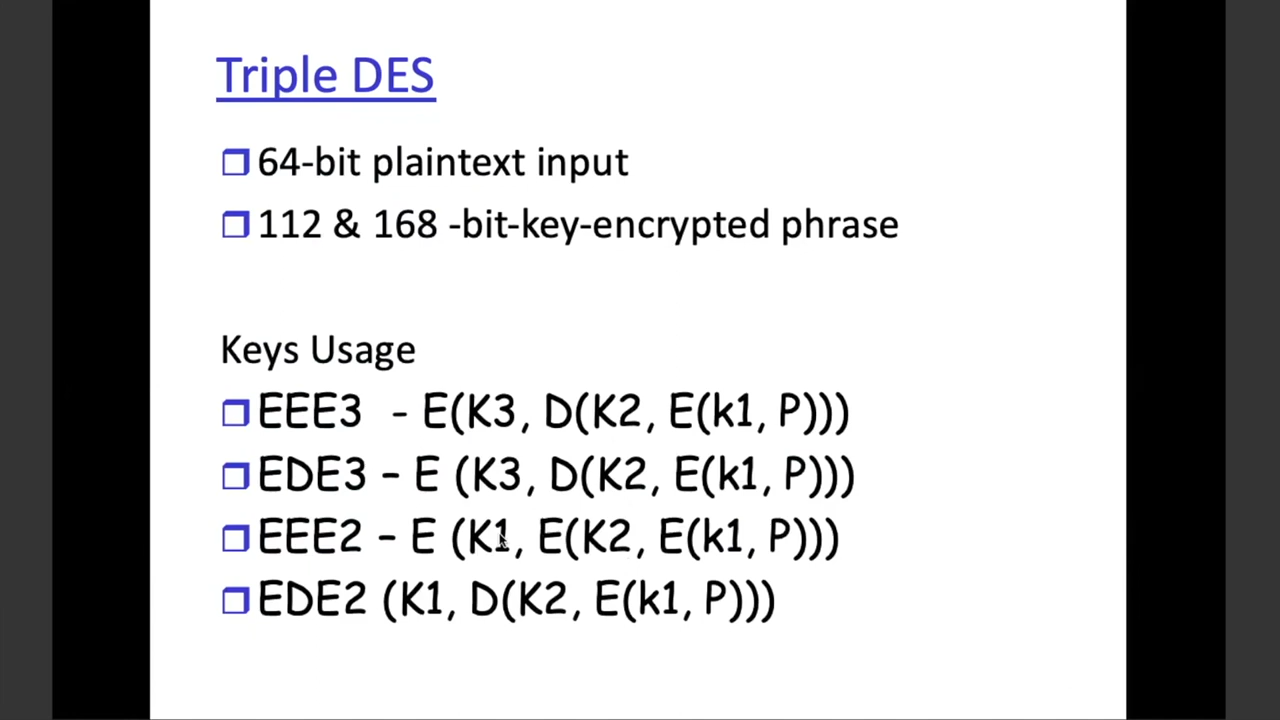 Triple DES
64-bit plaintext input
112 & 168 -bit-key-encrypted phrase
Keys Usage
EEE3 - E(K3, D(K2, E(k1, P)))
EDE3 – E (K3, D(K2, E(k1, P)))
EEE2 – E (K1, E(K2, E(k1, P)))
EDE2 (K1, D(K2, E(k1, P)))